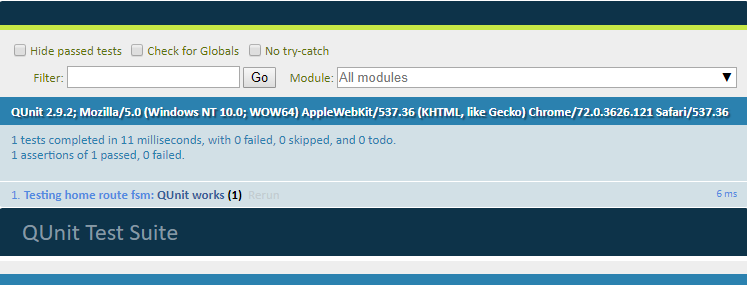 Hide passed tests Check for Globals No try-catch
Filter: Go Module: All modules ▼
QUnit 2.9.2; Mozilla/5.0 (Windows NT 10.0; WOW64) AppleWebKit/537.36 (KHTML, like Gecko) Chrome/72.0.3626.121 Safari/537.36
1 tests completed in 11 milliseconds, with 0 failed, 0 skipped, and 0 todo.
1 assertions of 1 passed, 0 failed.
1. Testing home route fsm: QUnit works (1) Rerun 6 ms
QUnit Test Suite